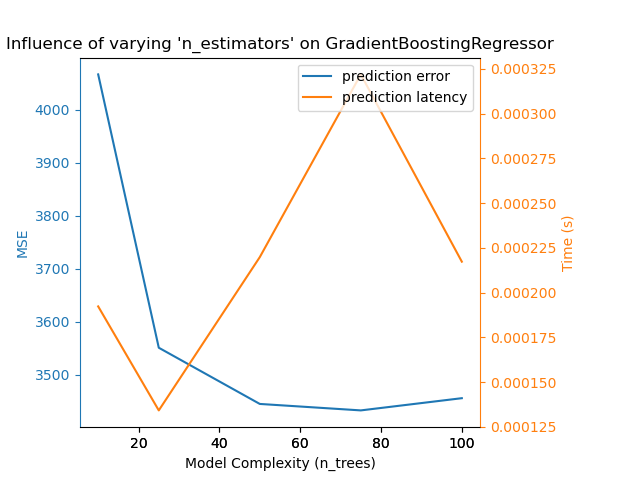 Influence of varying 'n_estimators' on GradientBoostingRegressor
prediction error
prediction latency
4000
3900
3800
3700
3600
3500
MSE
0.000325
0.000300
0.000275
0.000250
0.000225
0.000200
0.000175
0.000150
0.000125
Time (s)
20 40 60 80 100
Model Complexity (n_trees)